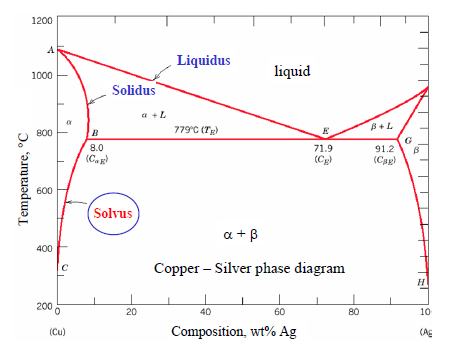 1200
A
Liquidus
1000
liquid
Solidus
α
α + L
β + L
779°C (T_E)
E
800
B
G
8.0
71.9
91.2
β
(C_αE)
(C_E)
(C_βE)
Temperature, °C
600
Solvus
α + β
400
C
Copper – Silver phase diagram
H
200
0
20
40
60
80
10
(Cu)
Composition, wt% Ag
(Ag